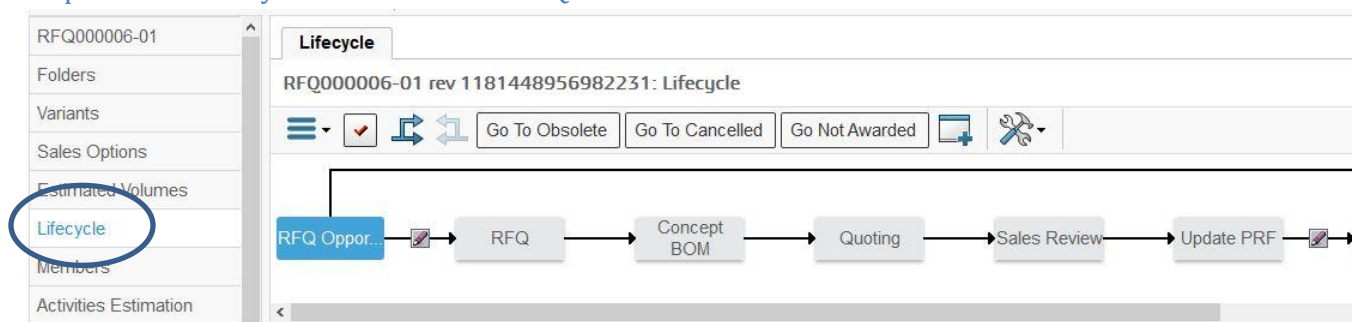 RFQ000006-01
Folders
Variants
Sales Options
Estimated Volumes
Lifecycle
Members
Activities Estimation
Lifecycle
RFQ000006-01 rev 1181448956982231: Lifecycle
Go To Obsolete Go To Cancelled Go Not Awarded
RFQ Oppor... RFQ Concept BOM Quoting Sales Review Update PRF